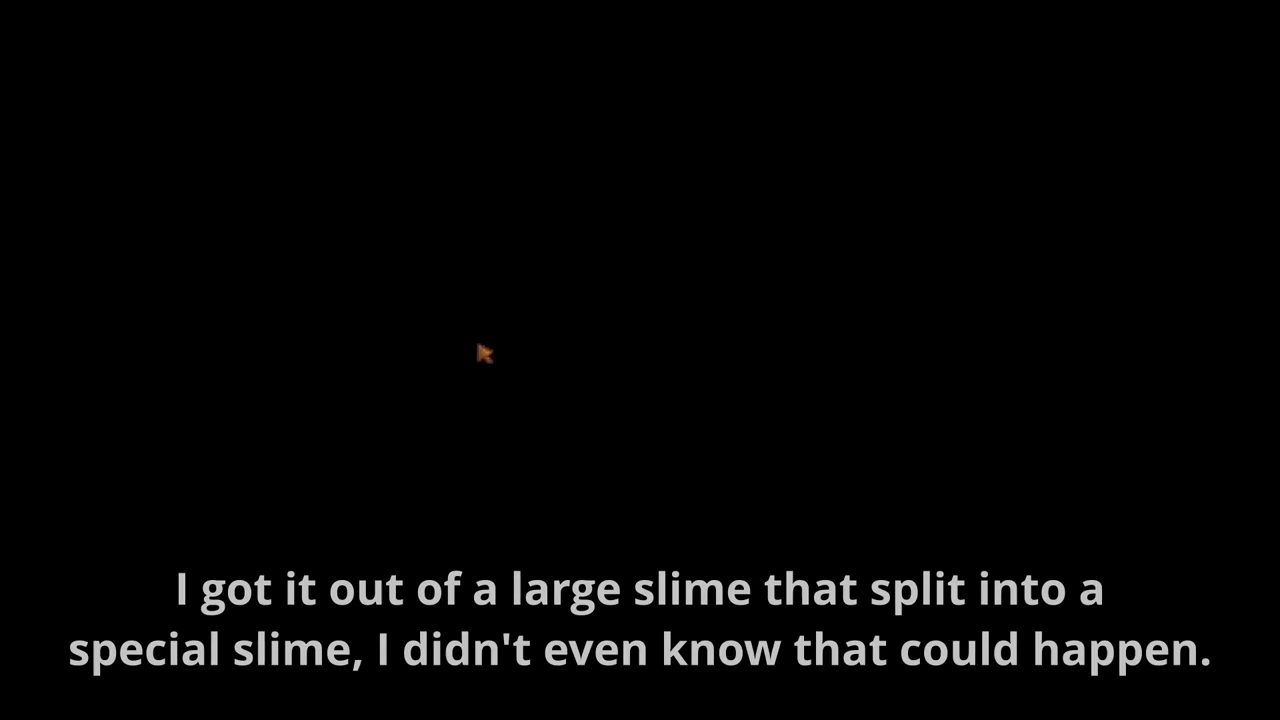 I got it out of a large slime that split into a
special slime, I didn't even know that could happen.